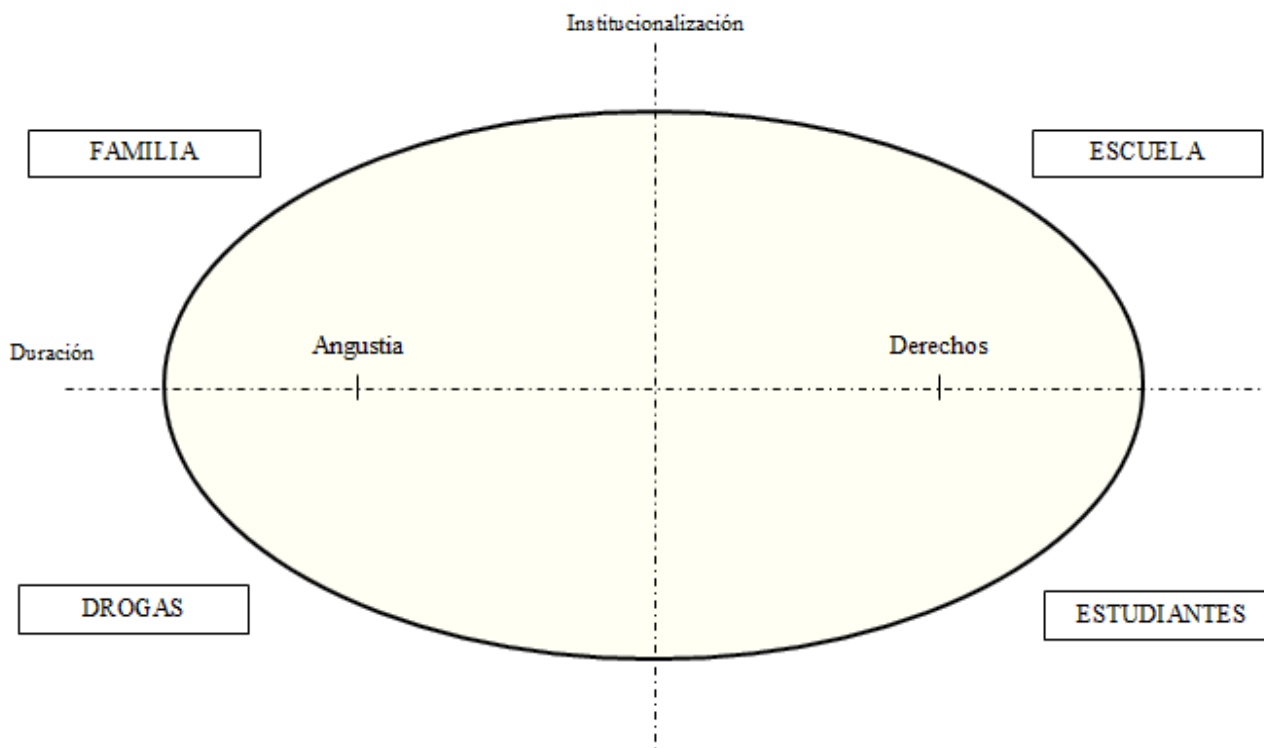 Institucionalización
FAMILIA
ESCUELA
Duración
Angustia
Derechos
DROGAS
ESTUDIANTES